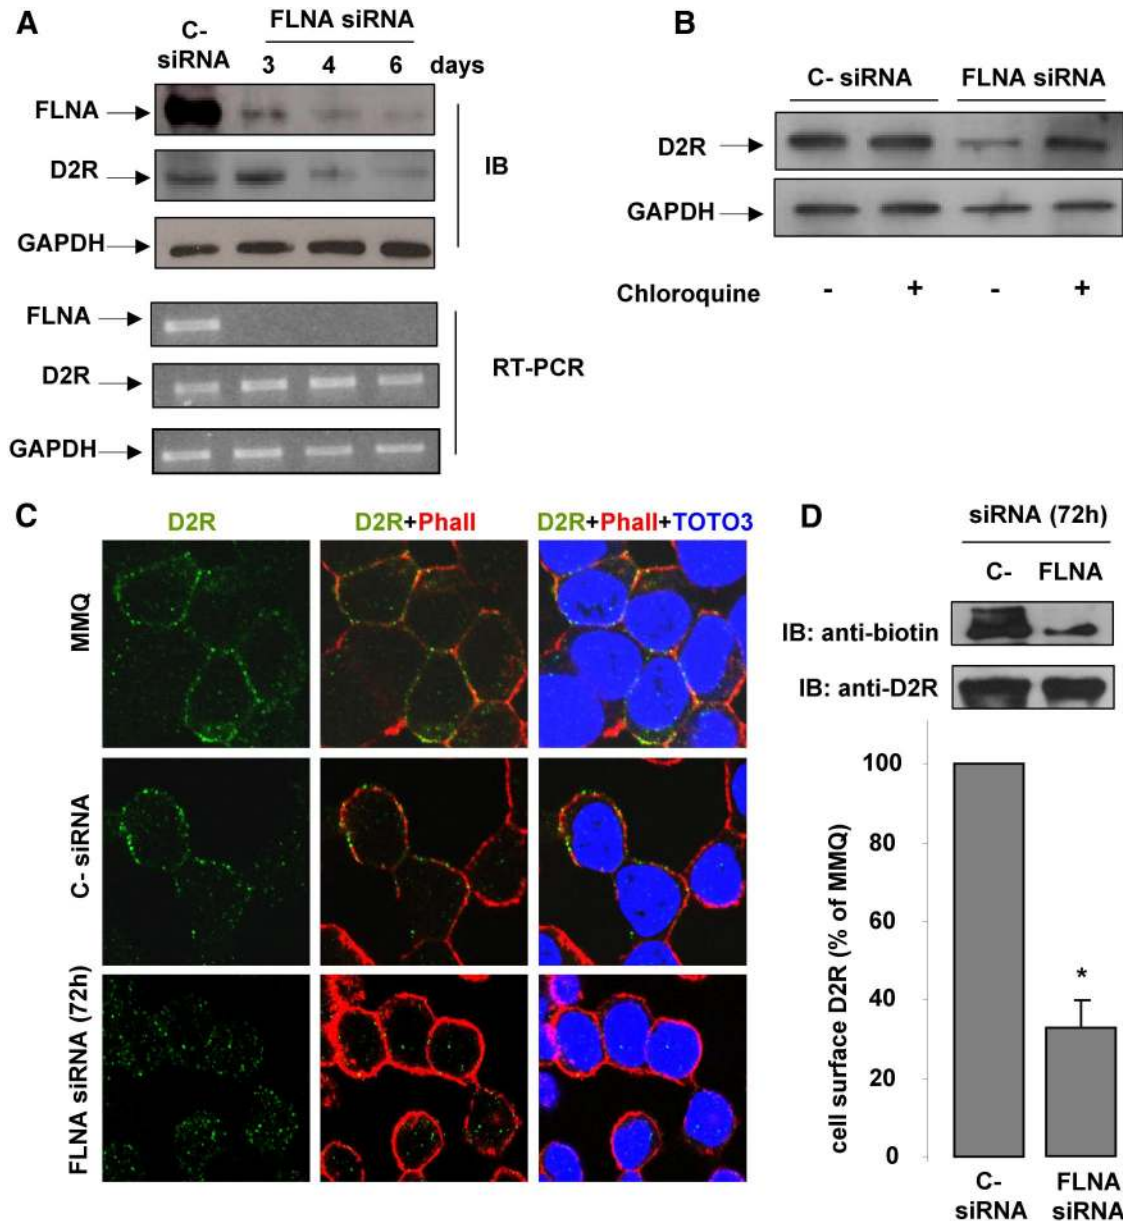 A
C-
siRNA
FLNA siRNA
3 4 6 days
FLNA
D2R
GAPDH
IB
FLNA
D2R
GAPDH
RT-PCR
B
C- siRNA FLNA siRNA
D2R
GAPDH
Chloroquine - + - +
C
D2R D2R+Phall D2R+Phall+TOTO3
MMQ
C- siRNA
FLNA siRNA (72h)
D
siRNA (72h)
C- FLNA
IB: anti-biotin
IB: anti-D2R
cell surface D2R (% of MMQ)
100
80
60
40
20
0
*
C-
siRNA
FLNA
siRNA